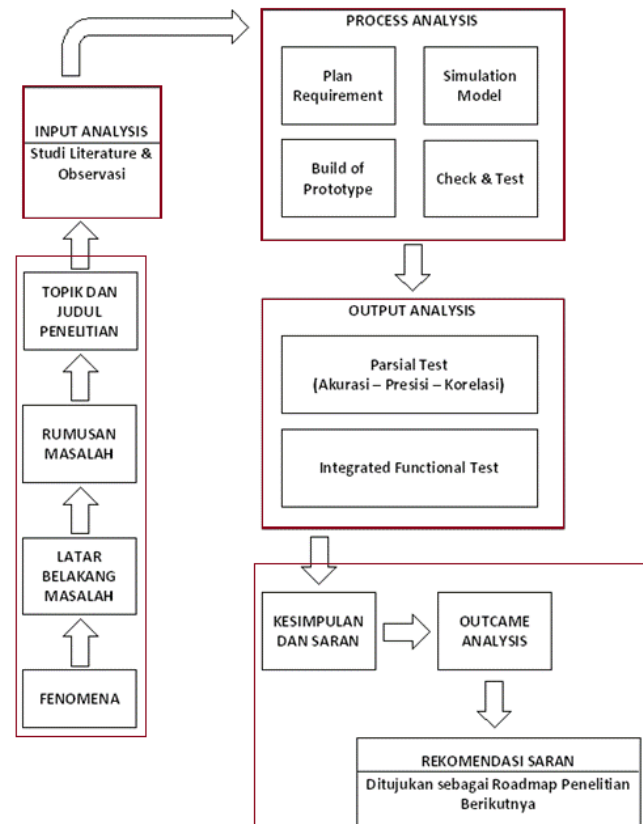 PROCESS ANALYSIS
Plan
Requirement
Simulation
Model
Build of
Prototype
Check & Test
INPUT ANALYSIS
Studi Literature &
Observasi
TOPIK DAN
JUDUL
PENELITIAN
RUMUSAN
MASALAH
LATAR
BELAKANG
MASALAH
FENOMENA
OUTPUT ANALYSIS
Parsial Test
(Akurasi – Presisi – Korelasi)
Integrated Functional Test
KESIMPULAN
DAN SARAN
OUTCAME
ANALYSIS
REKOMENDASI SARAN
Ditujukan sebagai Roadmap Penelitian
Berikutnya